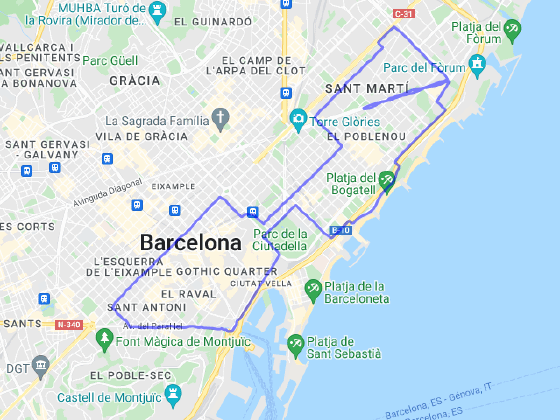 MUHBA Turó de
la Rovira (Mirador de..
EL GUINARDÓ
C-31
Platja del
Fòrum
VALLCARCA I
ELS PENITENTS
Parc Güell
EL CAMP DE
L'ARPA DEL CLOT
Parc del Fòrum
SANT GERVASI -
LA BONANOVA
GRÀCIA
SANT MARTÍ
La Sagrada Família
Torre Glòries
VILA DE GRÀCIA
EL POBLENOU
SANT GERVASI
- GALVANY
Platja del
Bogatell
Avinguda Diagonal
EIXAMPLE
LES CORTS
Parc de la
Ciutadella
B-10
Barcelona
L'ESQUERRA
DE L'EIXAMPLE
GOTHIC QUARTER
CIUTAT VELLA
Platja de la
Barceloneta
EL RAVAL
SANT ANTONI
SANTS
N-340
Av. del Paral·lel
Font Màgica de Montjuïc
Platja de
Sant Sebastià
DGT
EL POBLE-SEC
Castell de Montjuïc
Barcelona, ES - Genova, IT
Barcelona, ES